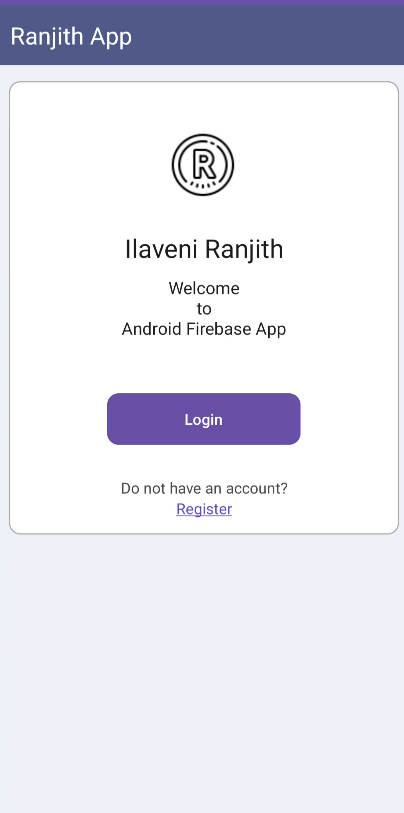 Ranjith App
R
Ilaveni Ranjith
Welcome
to
Android Firebase App
Login
Do not have an account?
Register